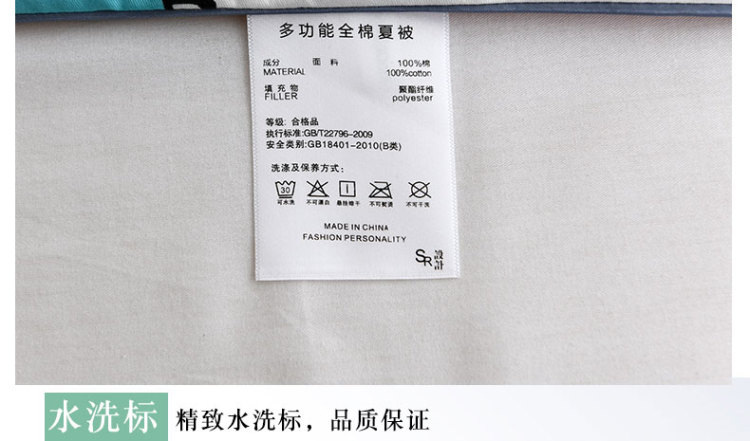 多功能全棉夏被
成分 面料 100%棉
MATERIAL 100%cotton
填充物 聚酯纤维
FILLER polyester
等级: 合格品
执行标准:GB/T22796-2009
安全类别:GB18401-2010(B类)
洗涤及保养方式:
30
可水洗 不可漂白 悬挂晾干 不可熨烫 不可干洗
MADE IN CHINA
FASHION PERSONALITY
SR設計
水洗标 精致水洗标，品质保证